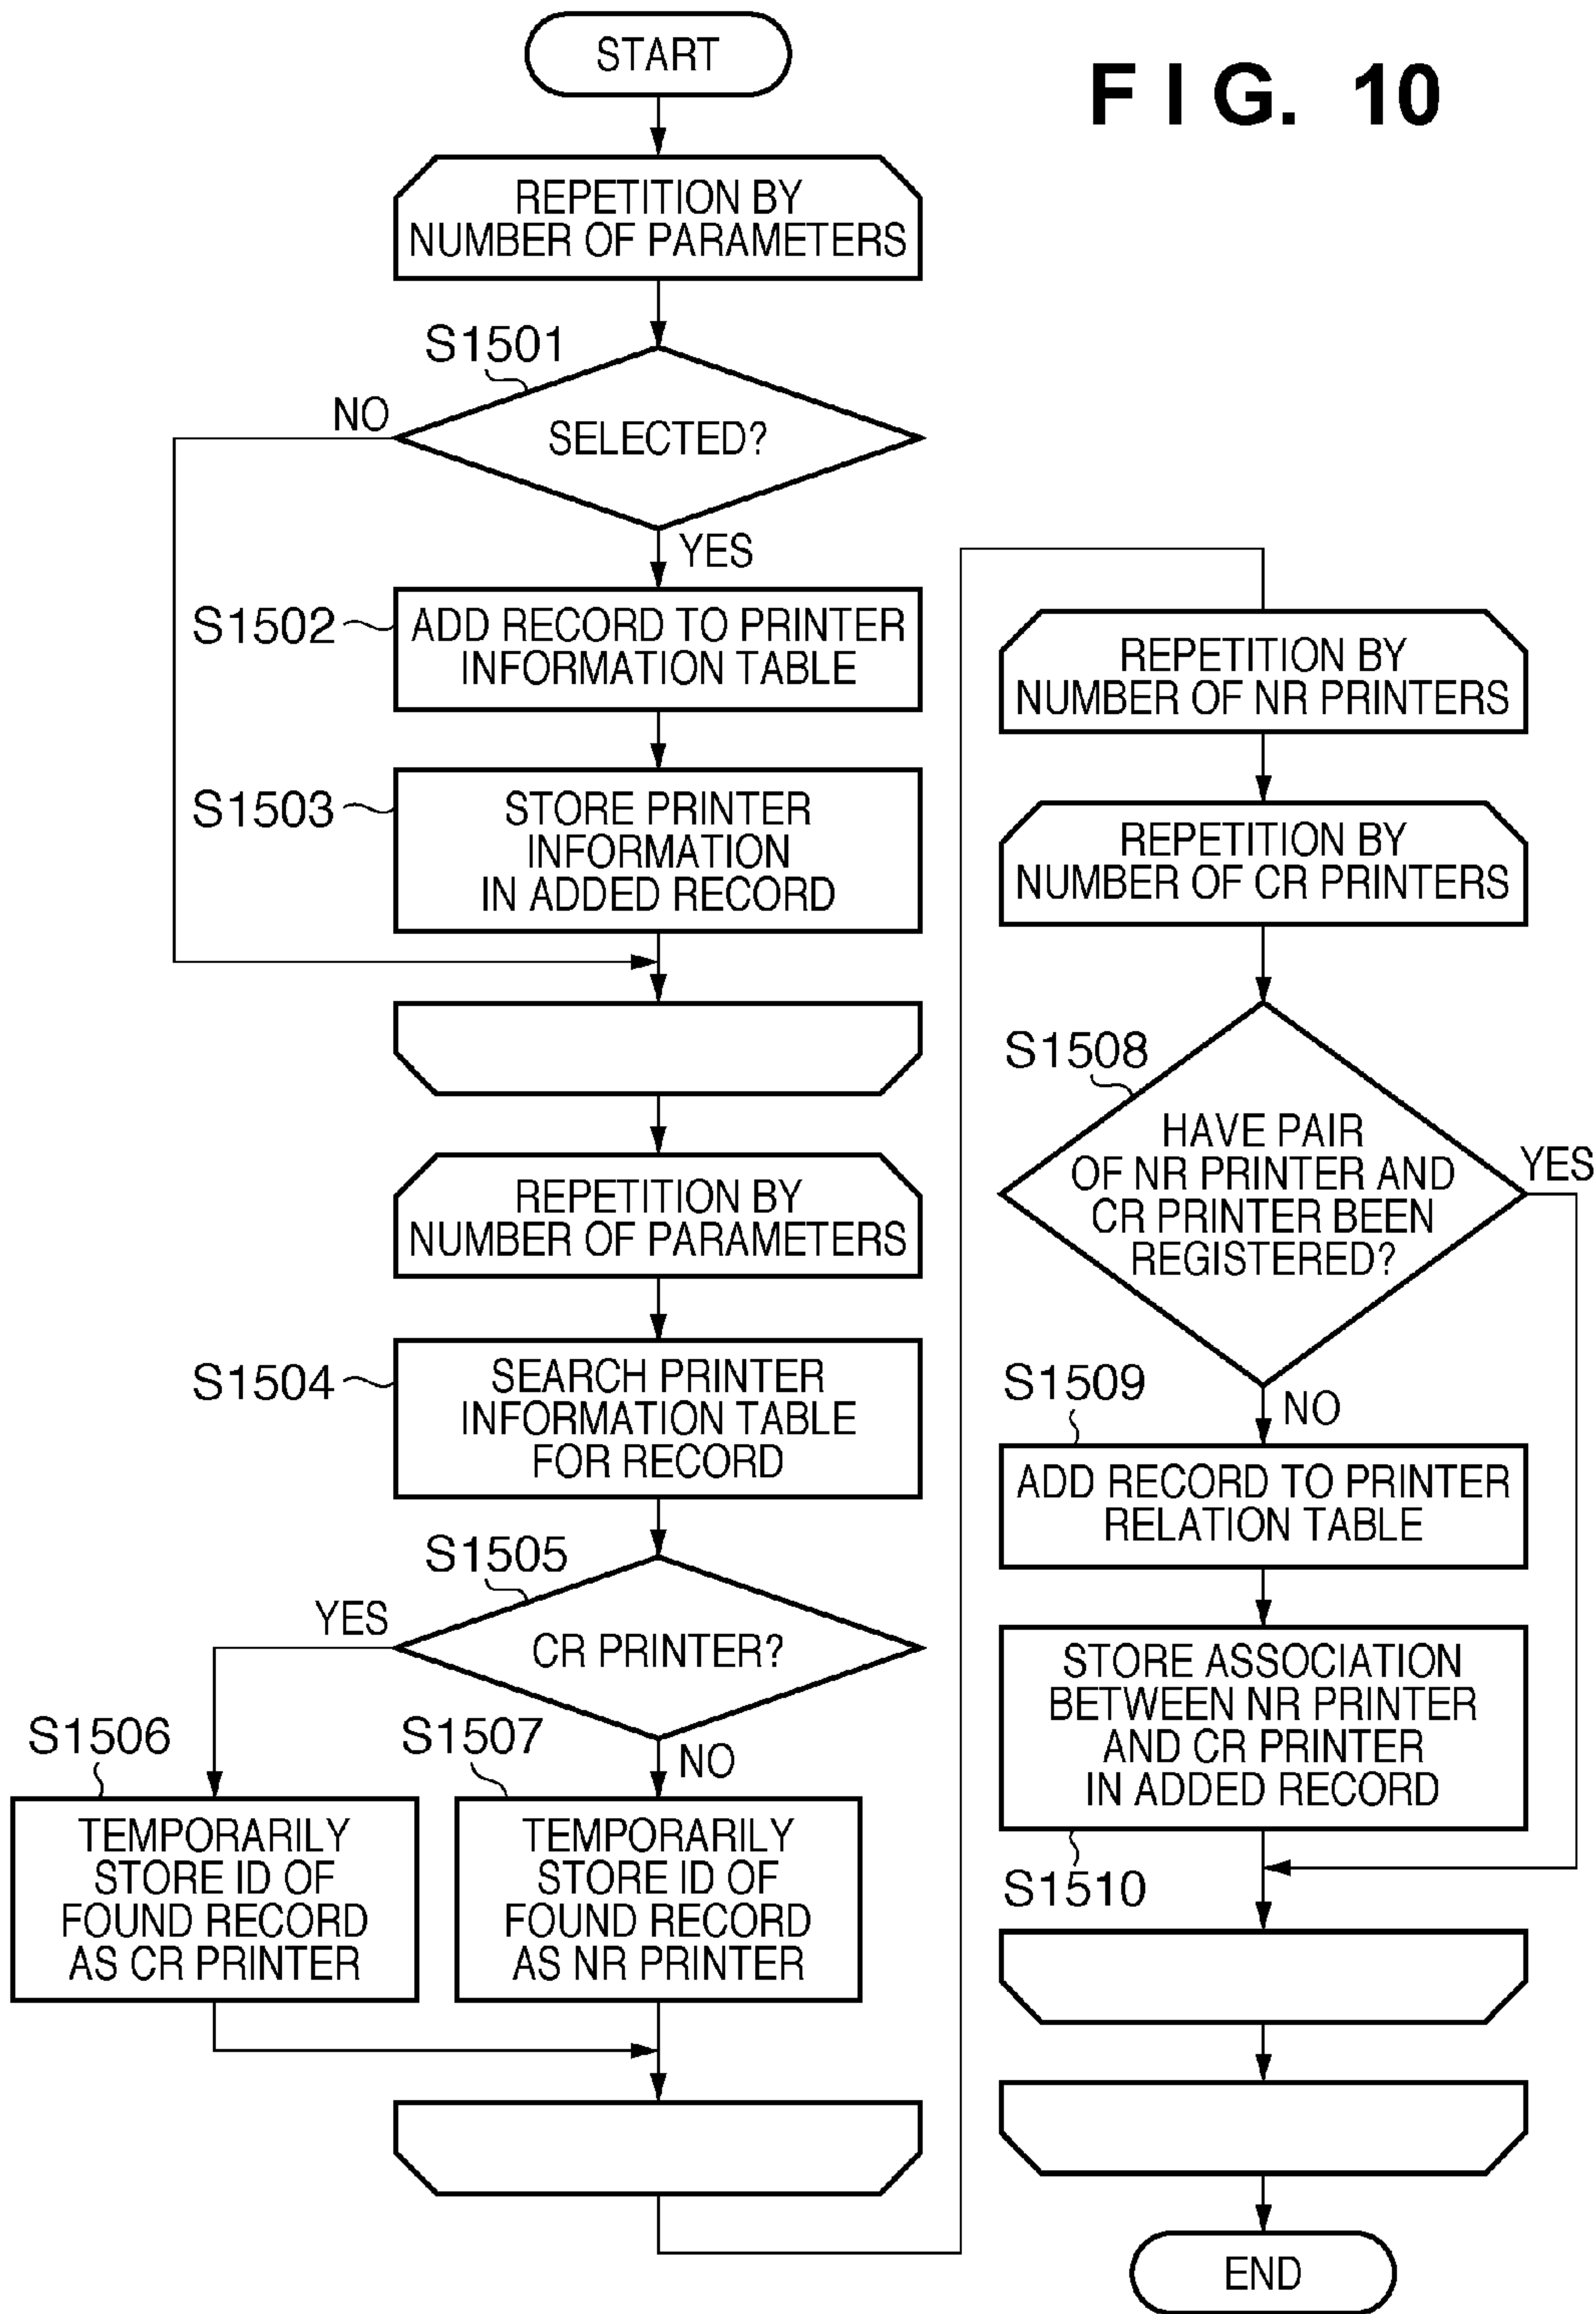 FIG. 10
START
REPETITION BY
NUMBER OF PARAMETERS
S1501
NO
SELECTED?
YES
S1502
ADD RECORD TO PRINTER
INFORMATION TABLE
S1503
STORE PRINTER
INFORMATION
IN ADDED RECORD
REPETITION BY
NUMBER OF PARAMETERS
S1504
SEARCH PRINTER
INFORMATION TABLE
FOR RECORD
S1505
YES
CR PRINTER?
NO
S1506
TEMPORARILY
STORE ID OF
FOUND RECORD
AS CR PRINTER
S1507
TEMPORARILY
STORE ID OF
FOUND RECORD
AS NR PRINTER
REPETITION BY
NUMBER OF NR PRINTERS
REPETITION BY
NUMBER OF CR PRINTERS
S1508
HAVE PAIR
OF NR PRINTER AND
CR PRINTER BEEN
REGISTERED?
YES
NO
S1509
ADD RECORD TO PRINTER
RELATION TABLE
STORE ASSOCIATION
BETWEEN NR PRINTER
AND CR PRINTER
IN ADDED RECORD
S1510
END